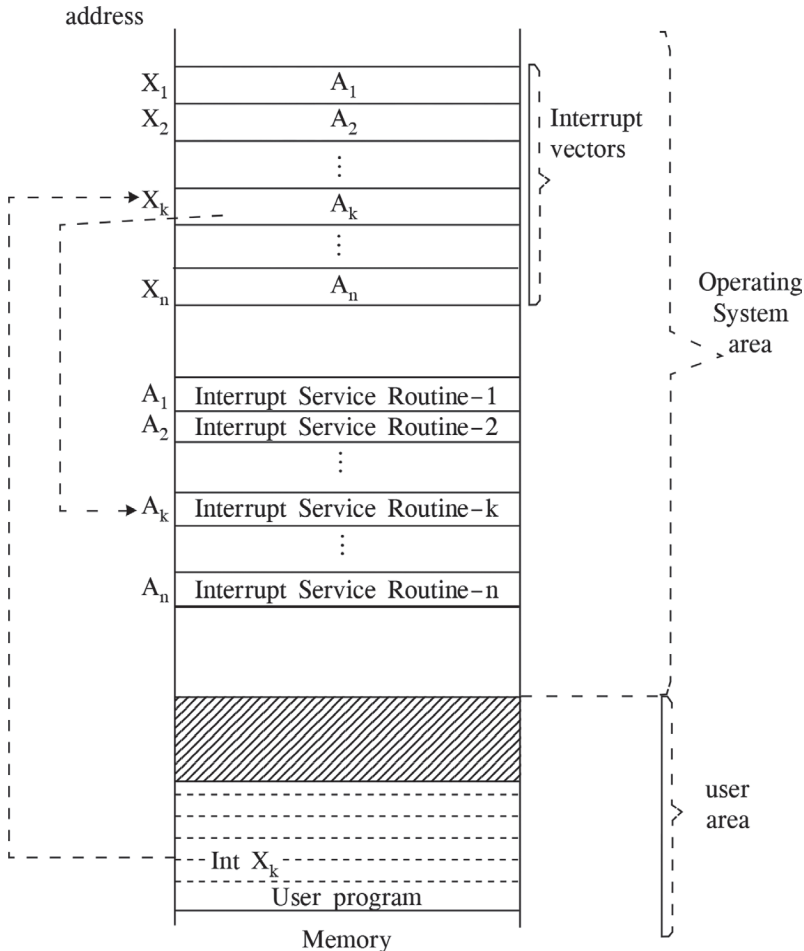 address
X₁ A₁
X₂ A₂
Interrupt
vectors
⋮
Xₖ Aₖ
⋮
Xₙ Aₙ
Operating
System
area
A₁ Interrupt Service Routine-1
A₂ Interrupt Service Routine-2
⋮
Aₖ Interrupt Service Routine-k
⋮
Aₙ Interrupt Service Routine-n
user
area
Int Xₖ
User program
Memory